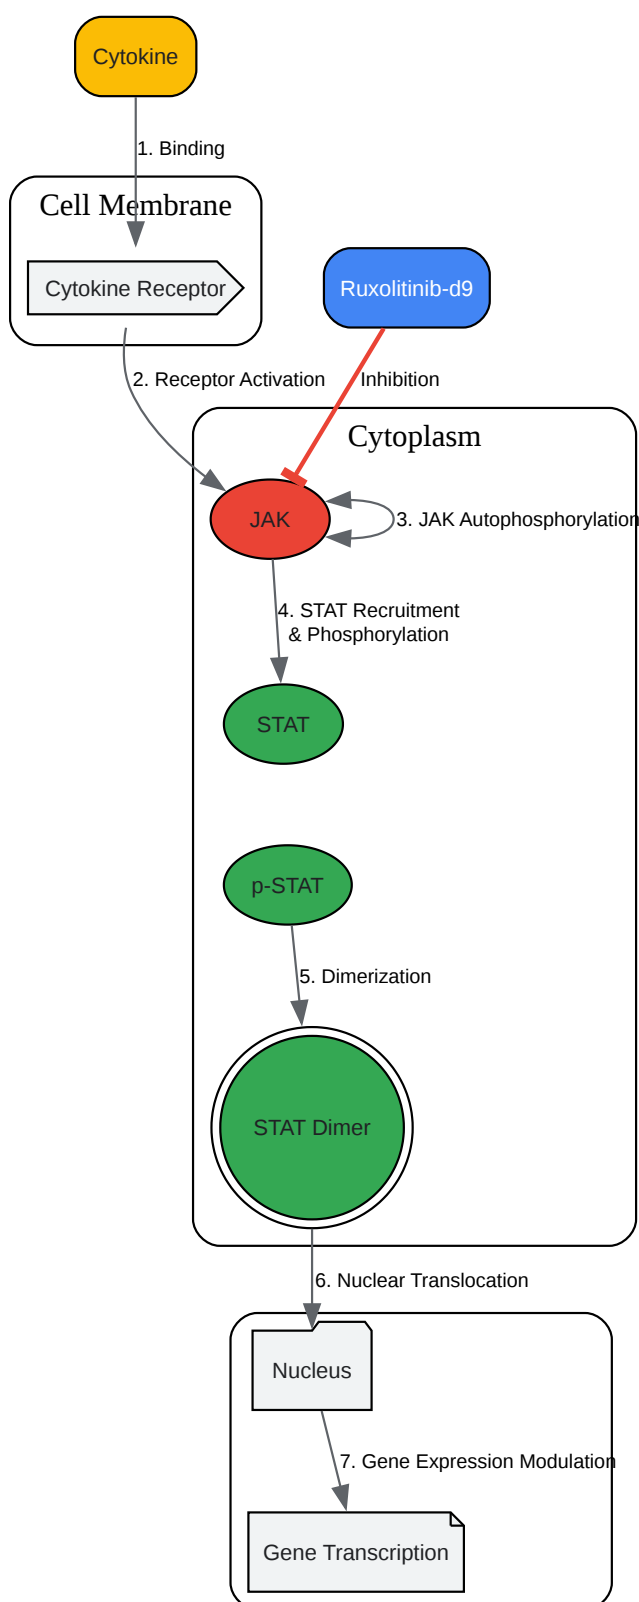 Cytokine
1. Binding
Cell Membrane
Cytokine Receptor
Ruxolitinib-d9
2. Receptor Activation
Inhibition
Cytoplasm
JAK
3. JAK Autophosphorylation
4. STAT Recruitment
& Phosphorylation
STAT
p-STAT
5. Dimerization
STAT Dimer
6. Nuclear Translocation
Nucleus
7. Gene Expression Modulation
Gene Transcription